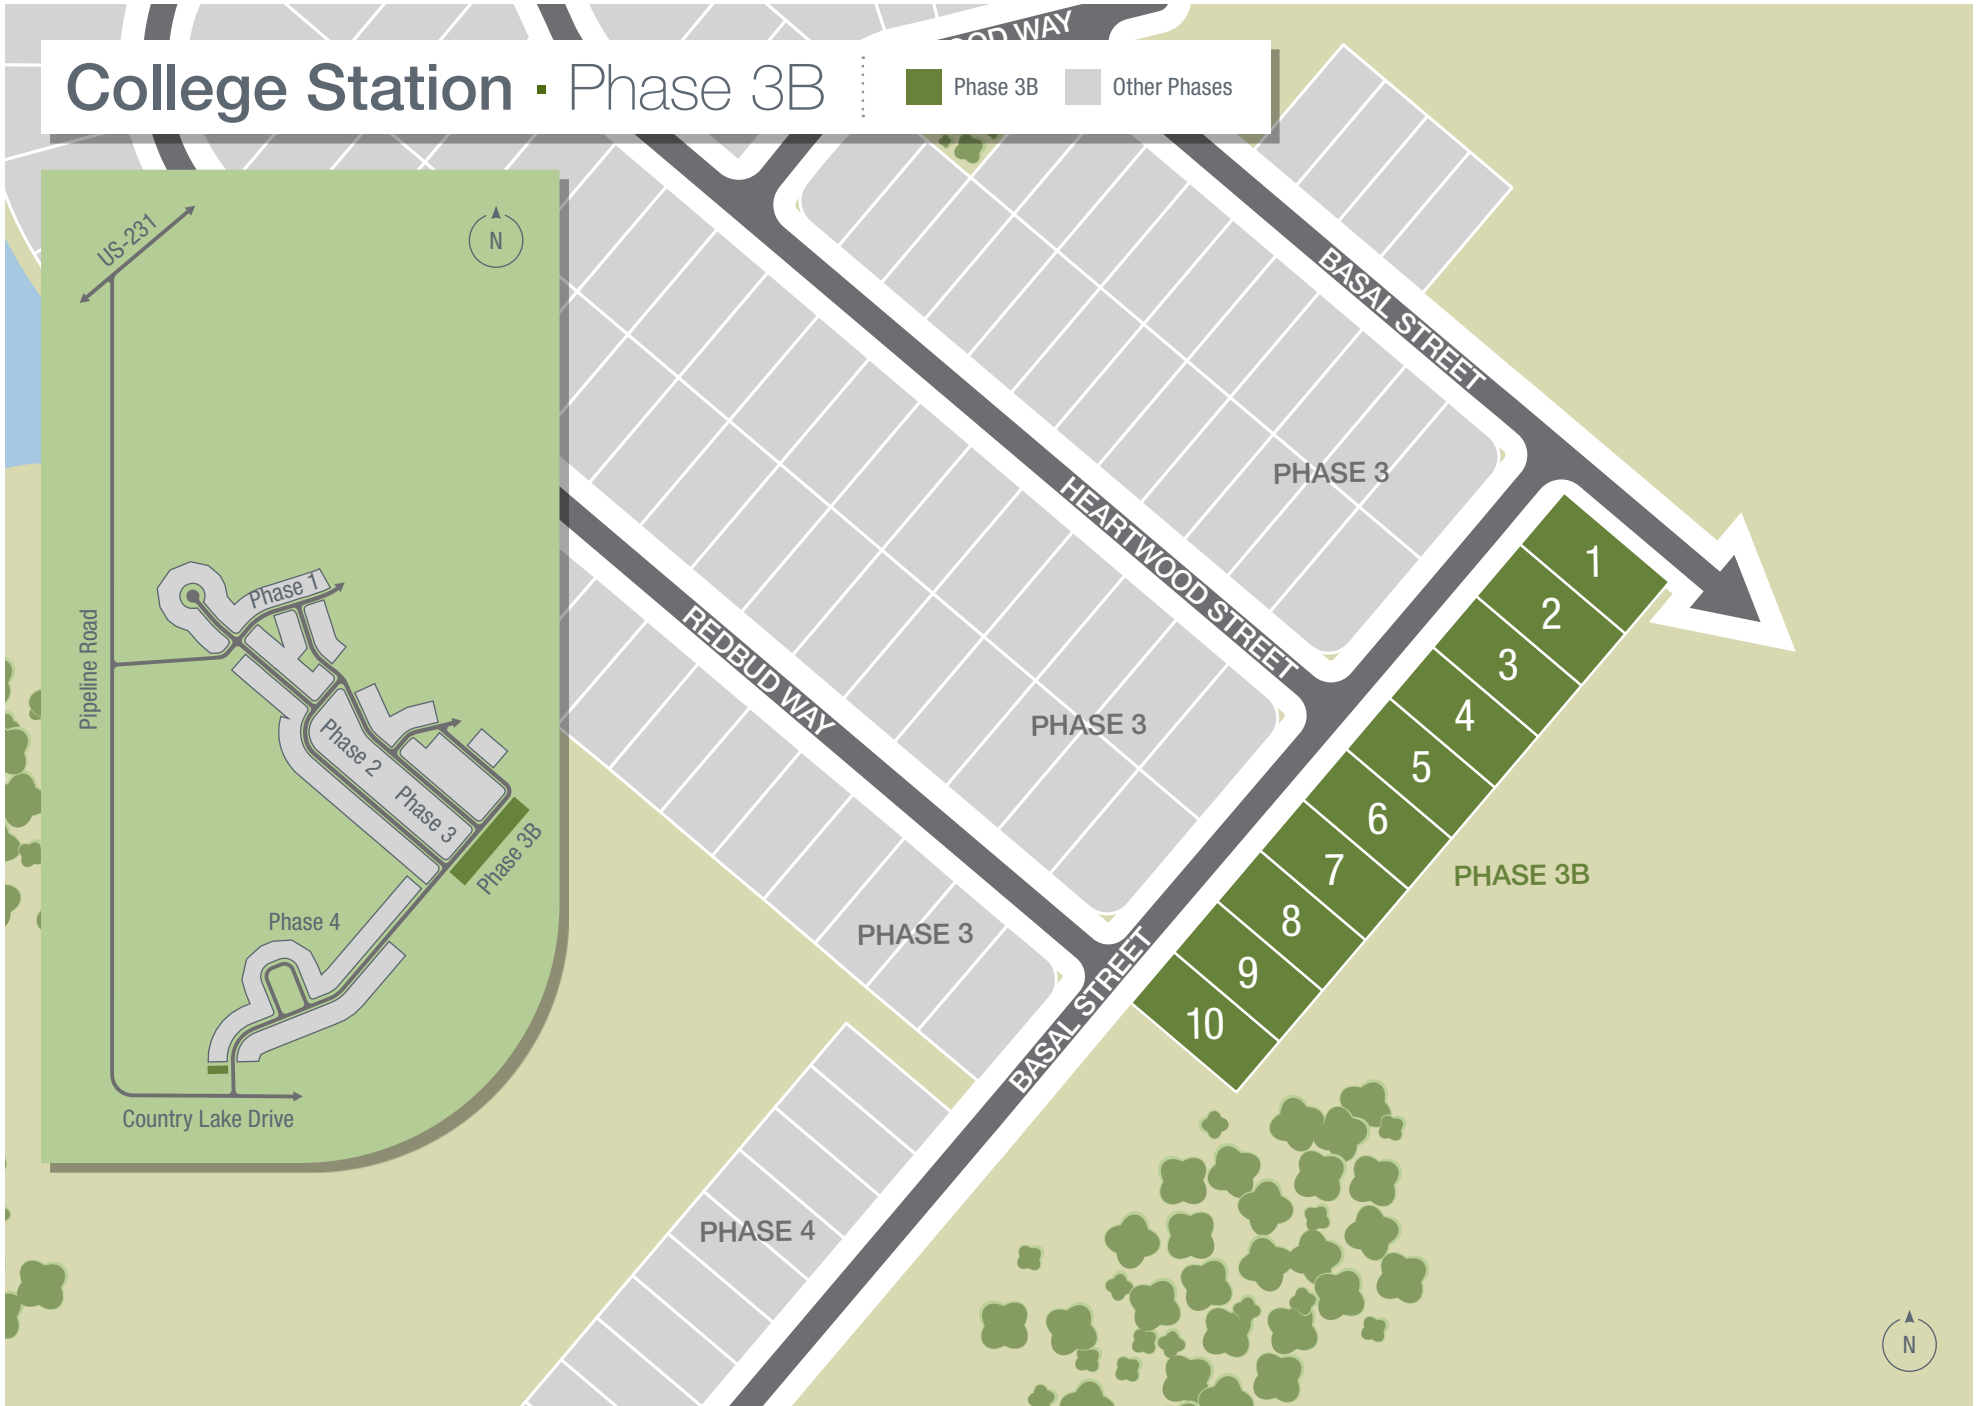 OOD WAY
College Station · Phase 3B
Phase 3B
Other Phases
US-231
N
Pipeline Road
Phase 1
Phase 2
Phase 3
Phase 3B
Phase 4
Country Lake Drive
BASAL STREET
PHASE 3
HEARTWOOD STREET
REDBUD WAY
PHASE 3
PHASE 3
BASAL STREET
PHASE 4
1
2
3
4
5
6
7
8
9
10
PHASE 3B
N